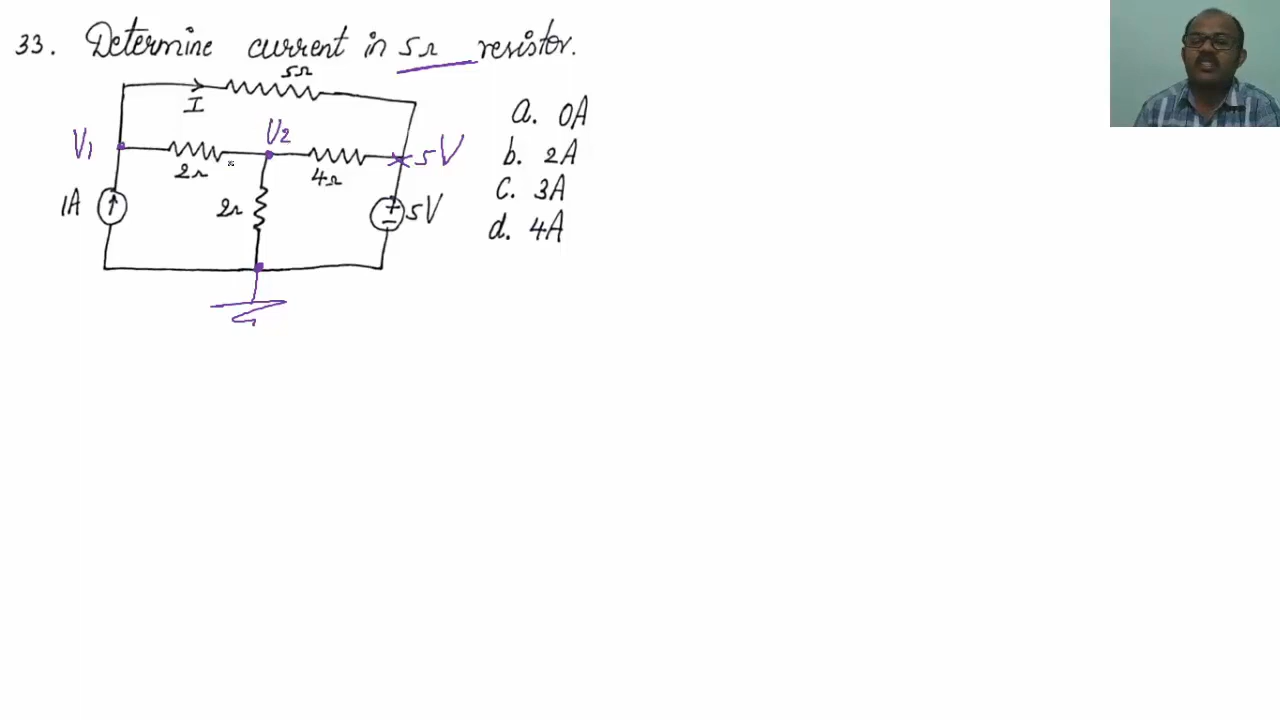 33. Determine current in 5Ω resistor.
5Ω
I
a. 0A
V1
V2
5V
b. 2A
2Ω
4Ω
c. 3A
1A
2Ω
5V
d. 4A